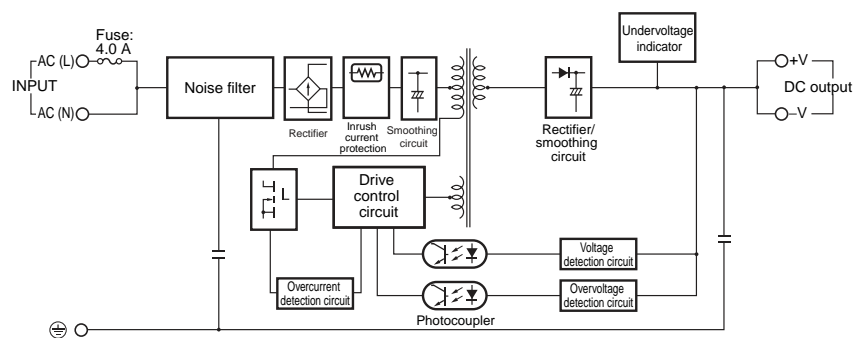 Fuse:
4.0 A
AC (L)
INPUT
AC (N)
Noise filter
Rectifier
Inrush
current
protection
Smoothing
circuit
Rectifier/
smoothing
circuit
Undervoltage
indicator
+V
DC output
–V
Drive
control
circuit
Overcurrent
detection circuit
Voltage
detection circuit
Overvoltage
detection circuit
Photocoupler